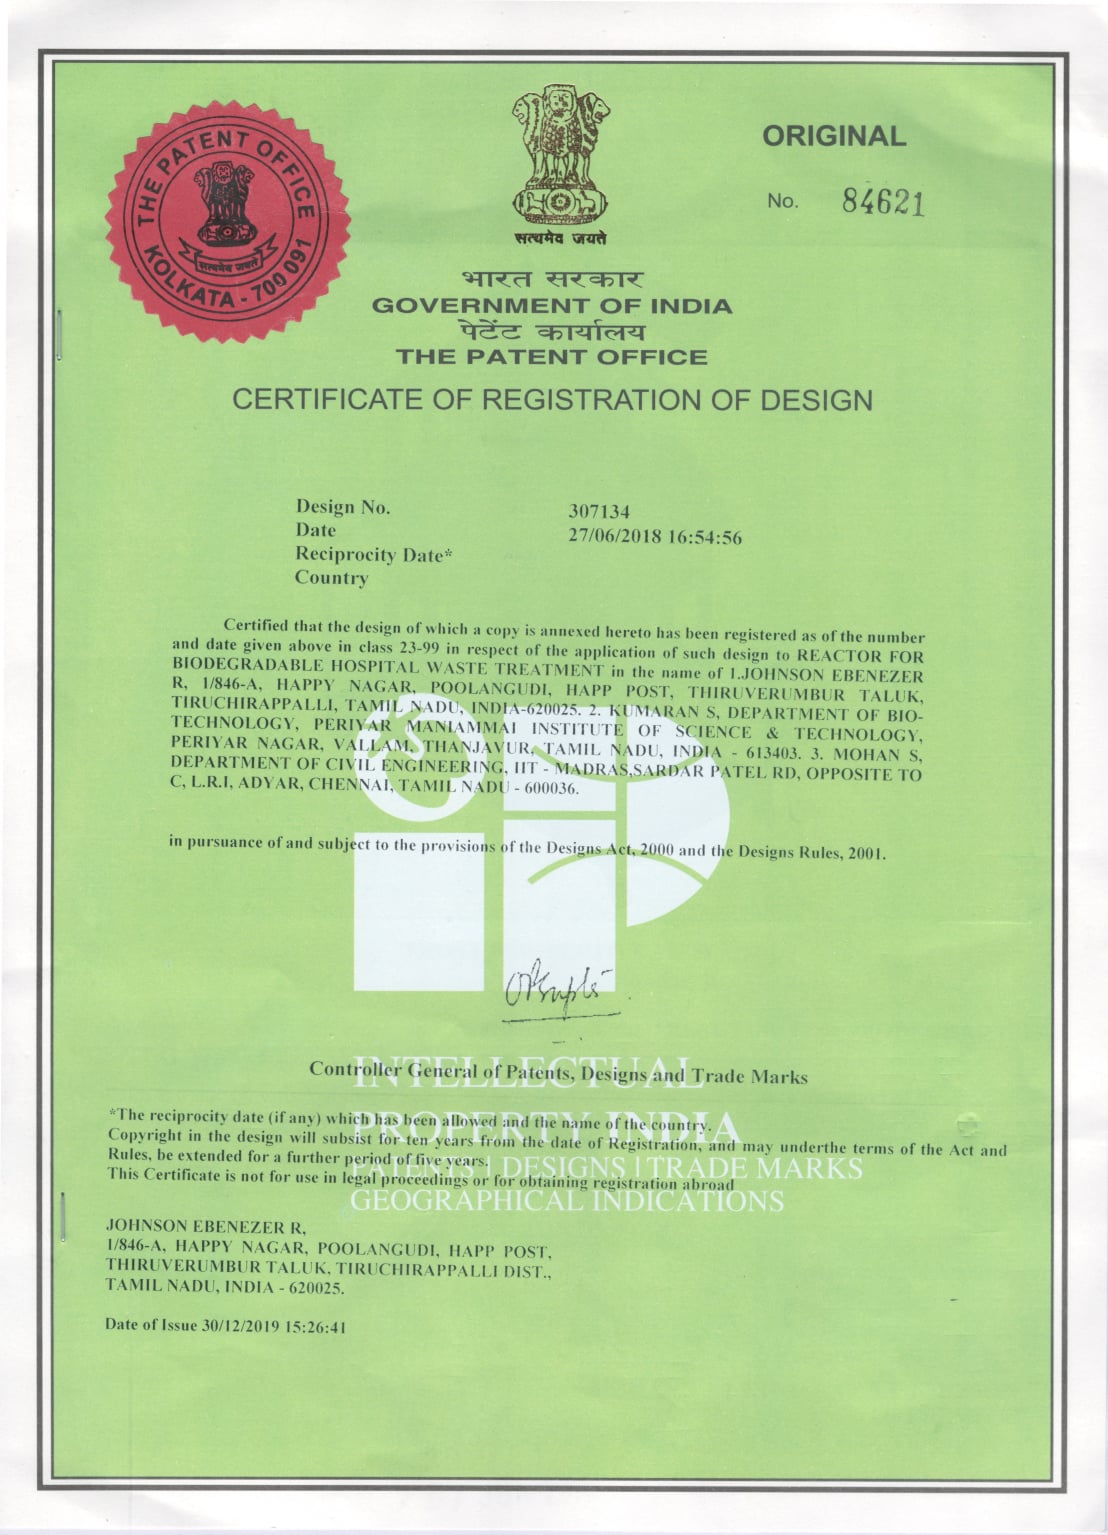 THE PATENT OFFICE
सत्यमेव जयते
KOLKATA - 700 091
सत्यमेव जयते
ORIGINAL
No. 84621
भारत सरकार
GOVERNMENT OF INDIA
पेटेंट कार्यालय
THE PATENT OFFICE
CERTIFICATE OF REGISTRATION OF DESIGN
Design No. 307134
Date 27/06/2018 16:54:56
Reciprocity Date*
Country
Certified that the design of which a copy is annexed hereto has been registered as of the number
and date given above in class 23-99 in respect of the application of such design to REACTOR FOR
BIODEGRADABLE HOSPITAL WASTE TREATMENT in the name of 1.JOHNSON EBENEZER
R, 1/846-A, HAPPY NAGAR, POOLANGUDI, HAPP POST, THIRUVERUMBUR TALUK,
TIRUCHIRAPPALLI, TAMIL NADU, INDIA-620025. 2. KUMARAN S, DEPARTMENT OF BIO-
TECHNOLOGY, PERIYAR MANIAMMAI INSTITUTE OF SCIENCE & TECHNOLOGY,
PERIYAR NAGAR, VALLAM, THANJAVUR, TAMIL NADU, INDIA - 613403. 3. MOHAN S,
DEPARTMENT OF CIVIL ENGINEERING, IIT - MADRAS,SARDAR PATEL RD, OPPOSITE TO
C, L.R.I, ADYAR, CHENNAI, TAMIL NADU - 600036.
in pursuance of and subject to the provisions of the Designs Act, 2000 and the Designs Rules, 2001.
OPGupta
Controller General of Patents, Designs and Trade Marks
INTELLECTUAL
PROPERTY INDIA
PATENTS | DESIGNS | TRADE MARKS
GEOGRAPHICAL INDICATIONS
*The reciprocity date (if any) which has been allowed and the name of the country.
Copyright in the design will subsist for ten years from the date of Registration, and may underthe terms of the Act and
Rules, be extended for a further period of five years.
This Certificate is not for use in legal proceedings or for obtaining registration abroad
JOHNSON EBENEZER R,
1/846-A, HAPPY NAGAR, POOLANGUDI, HAPP POST,
THIRUVERUMBUR TALUK, TIRUCHIRAPPALLI DIST.,
TAMIL NADU, INDIA - 620025.
Date of Issue 30/12/2019 15:26:41